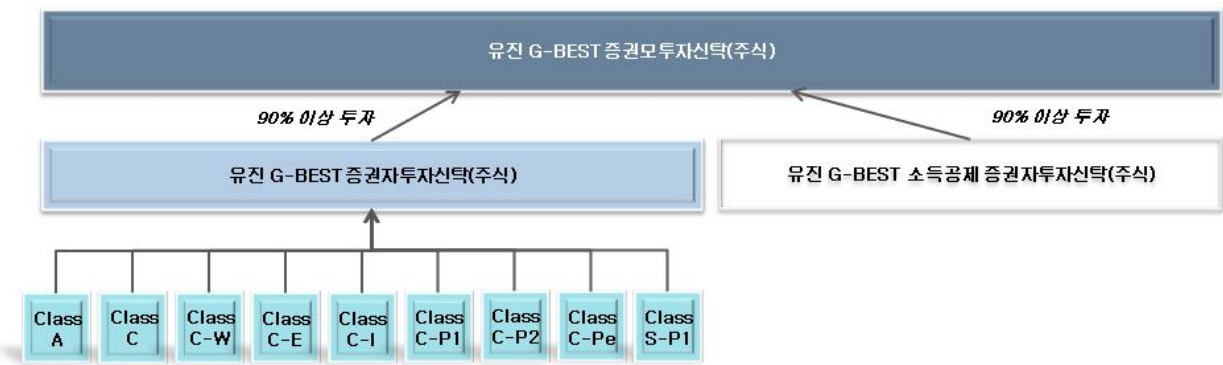 유진 G-BEST 증권모투자신탁(주식)
90% 이상 투자
90% 이상 투자
유진 G-BEST 증권자투자신탁(주식)
유진 G-BEST 소득공제 증권자투자신탁(주식)
Class
A
Class
C
Class
C-W
Class
C-E
Class
C-I
Class
C-P1
Class
C-P2
Class
C-Pe
Class
S-P1